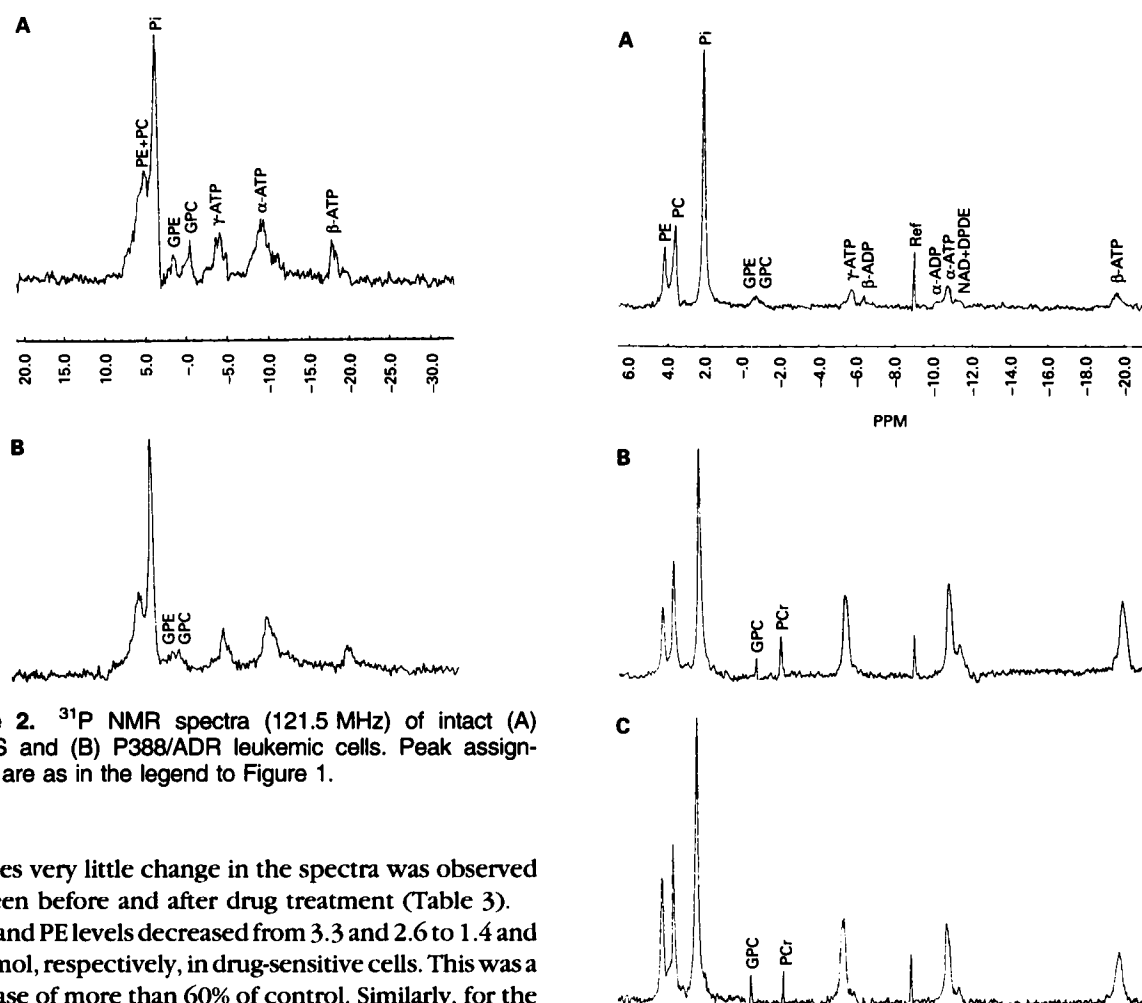 A
Pi
PE+PC
GPE
GPC
γ-ATP
α-ATP
β-ATP
20.0
15.0
10.0
5.0
-.0
-5.0
-10.0
-15.0
-20.0
-25.0
-30.0
B
GPE
GPC
2. ³¹P NMR spectra (121.5 MHz) of intact (A)
S and (B) P388/ADR leukemic cells. Peak assign-
are as in the legend to Figure 1.
es very little change in the spectra was observed
een before and after drug treatment (Table 3).
and PE levels decreased from 3.3 and 2.6 to 1.4 and
mol, respectively, in drug-sensitive cells. This was a
ase of more than 60% of control. Similarly, for the
A
PE
PC
Pi
GPE
GPC
γ-ATP
β-ADP
Ref
α-ADP
α-ATP
NAD+DPDE
β-ATP
6.0
4.0
2.0
-.0
-2.0
-4.0
-6.0
-8.0
-10.0
-12.0
-14.0
-16.0
-18.0
-20.0
PPM
B
GPC
PCr
C
GPC
PCr